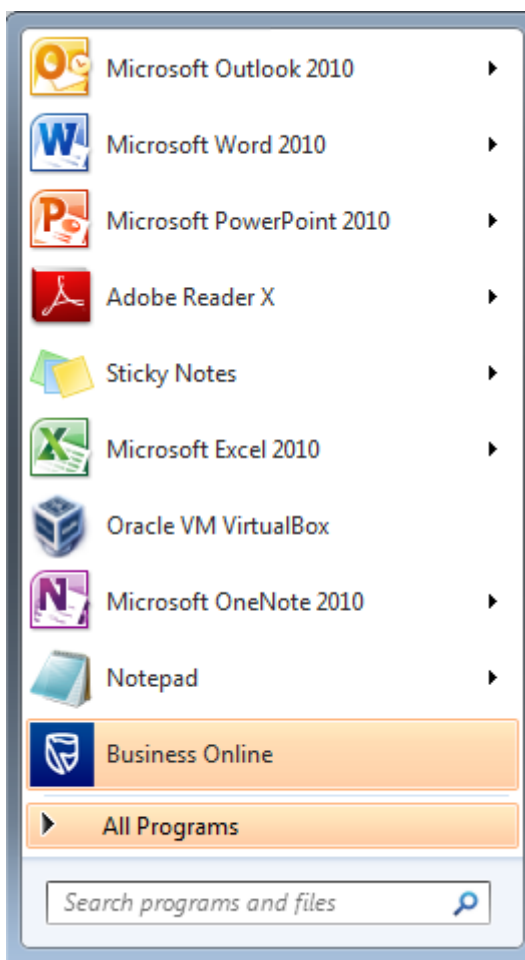 Microsoft Outlook 2010
Microsoft Word 2010
Microsoft PowerPoint 2010
Adobe Reader X
Sticky Notes
Microsoft Excel 2010
Oracle VM VirtualBox
Microsoft OneNote 2010
Notepad
Business Online
All Programs
Search programs and files